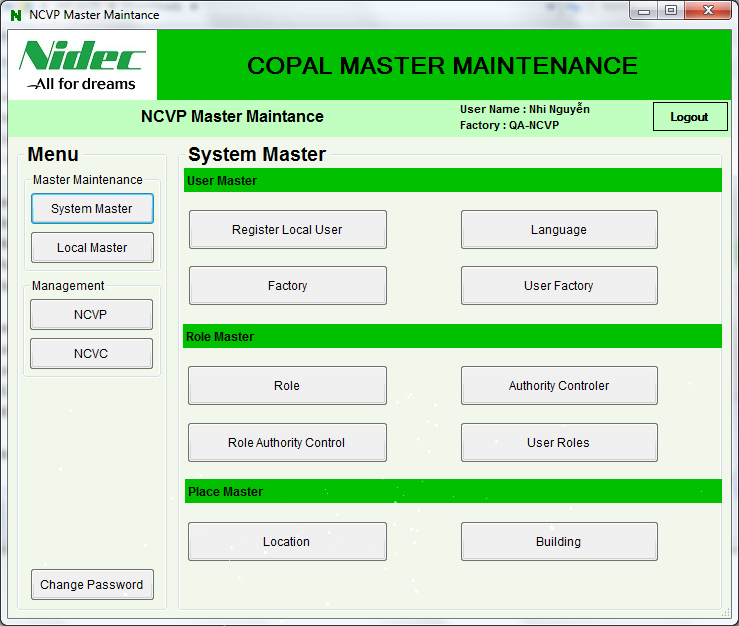 NCVP Master Maintance
Nidec
All for dreams
COPAL MASTER MAINTENANCE
NCVP Master Maintance
User Name : Nhi Nguyễn
Factory : QA-NCVP
Logout
Menu
Master Maintenance
System Master
Local Master
Management
NCVP
NCVC
Change Password
System Master
User Master
Register Local User
Language
Factory
User Factory
Role Master
Role
Authority Controler
Role Authority Control
User Roles
Place Master
Location
Building